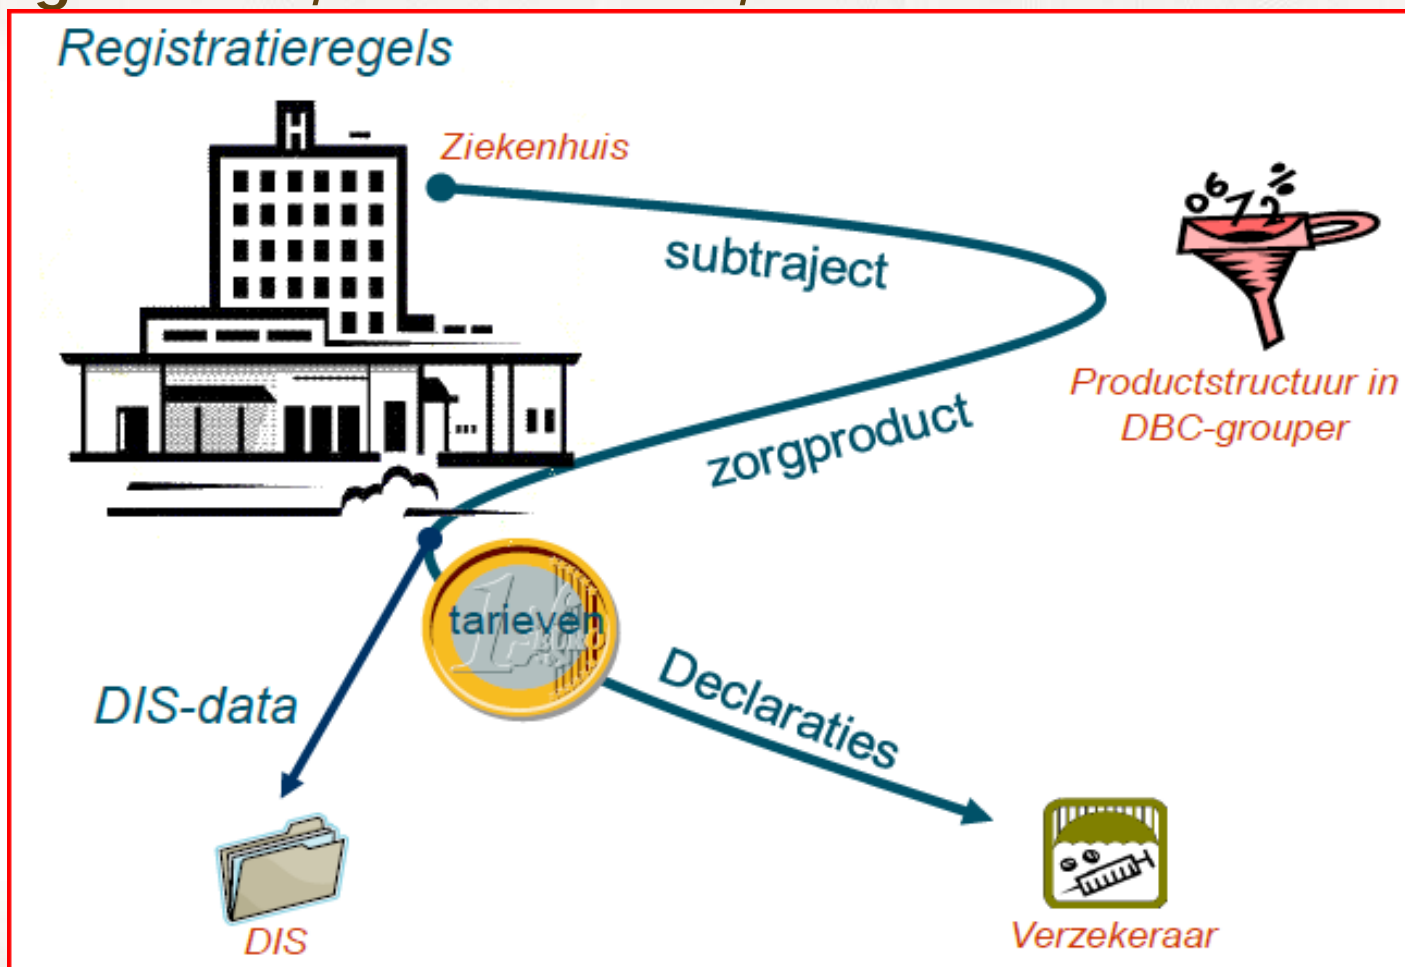 Registratieregels
H
Ziekenhuis
subtraject
Productstructuur in
DBC-grouper
zorgproduct
tarieven
Declaraties
DIS-data
DIS
Verzekeraar